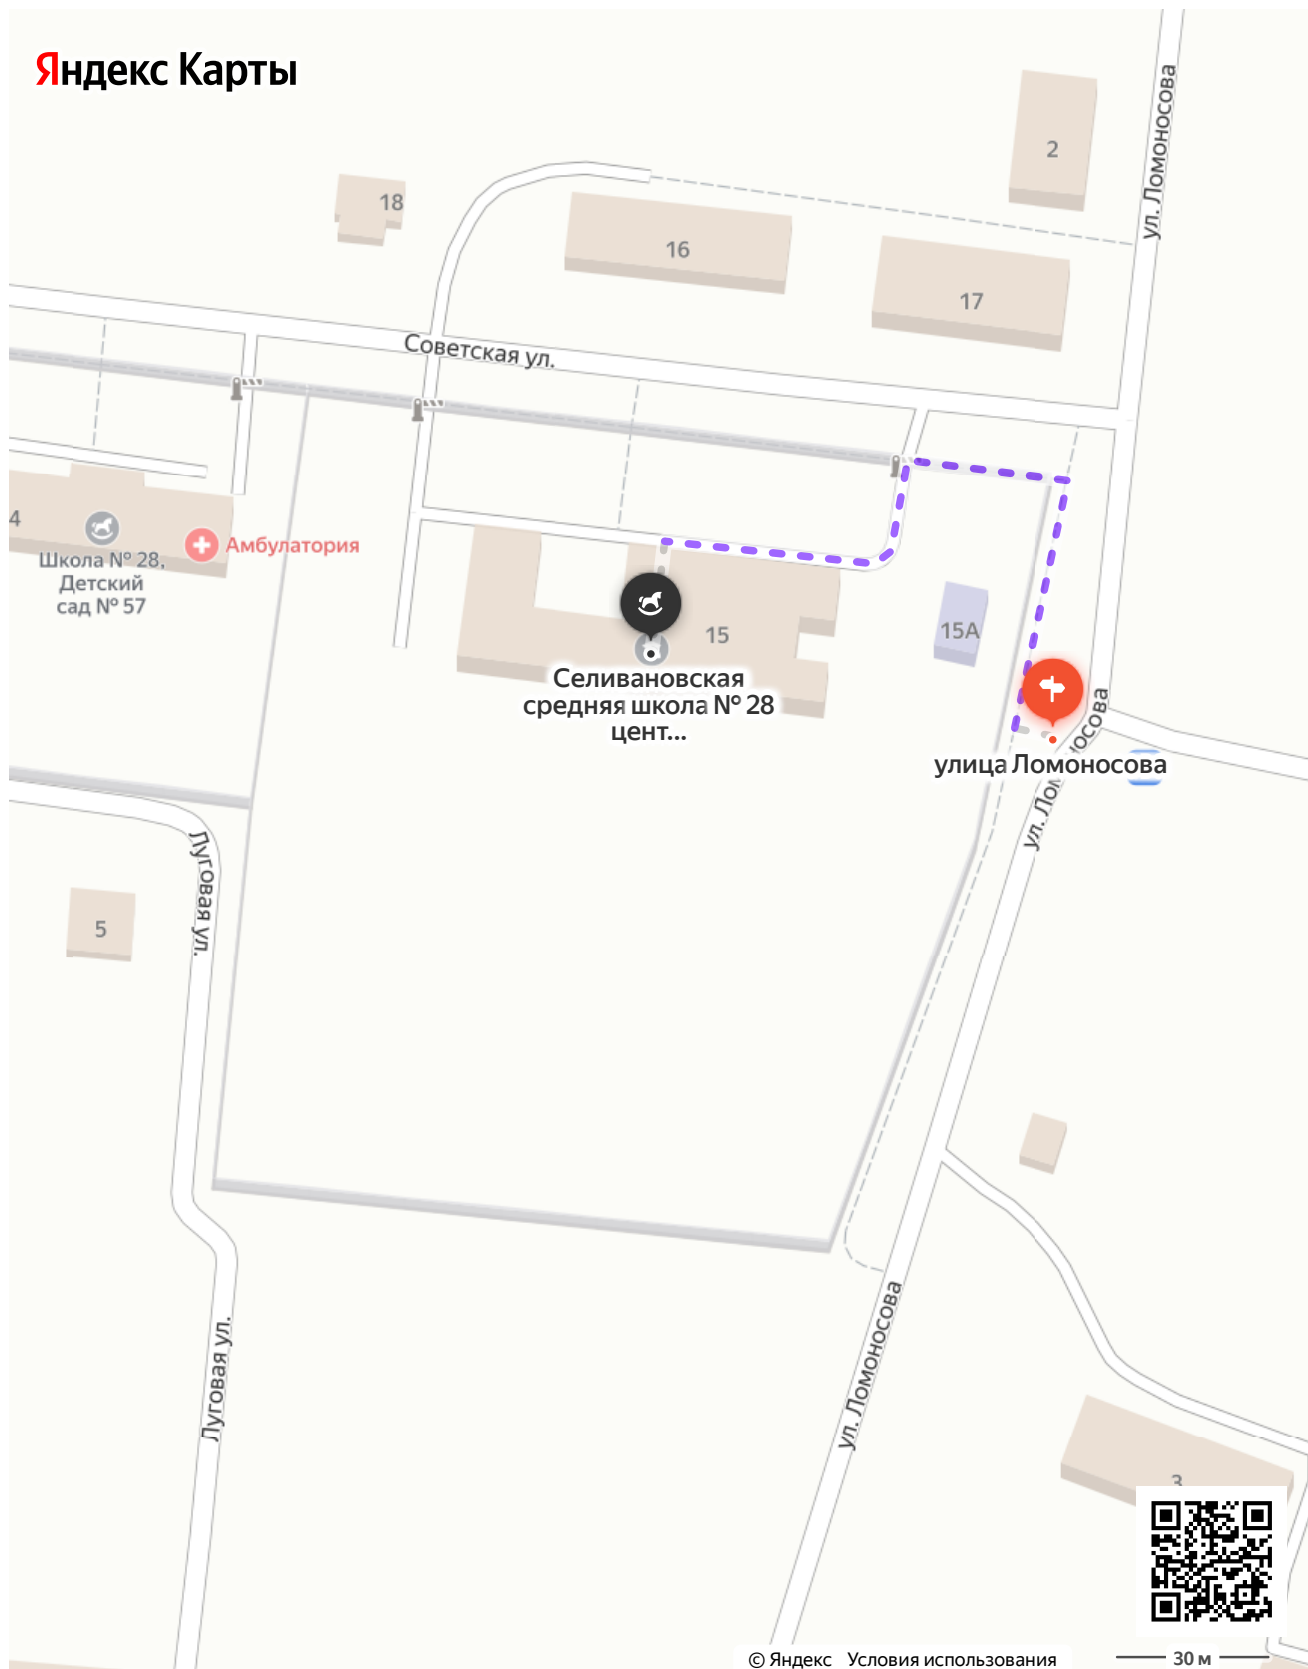 Яндекс Карты
ул. Ломоносова
2
18
16
17
Советская ул.
4
Школа № 28,
Детский
сад № 57
Амбулатория
15
15А
Селивановская
средняя школа № 28
цент...
улица Ломоносова
ул. Ломоносова
Луговая ул.
5
ул. Ломоносова
Луговая ул.
3
© Яндекс Условия использования
30 м